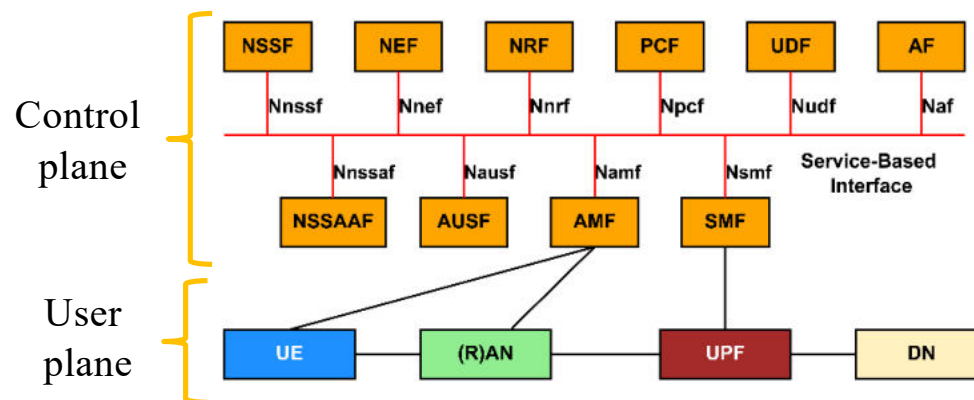 NSSF NEF NRF PCF UDF AF
Control
plane
Nnssf Nnef Nnrf Npcf Nudf Naf
Nnssaf Nausf Namf Nsmf
Service-Based
Interface
NSSAAF AUSF AMF SMF
User
plane
UE (R)AN UPF DN